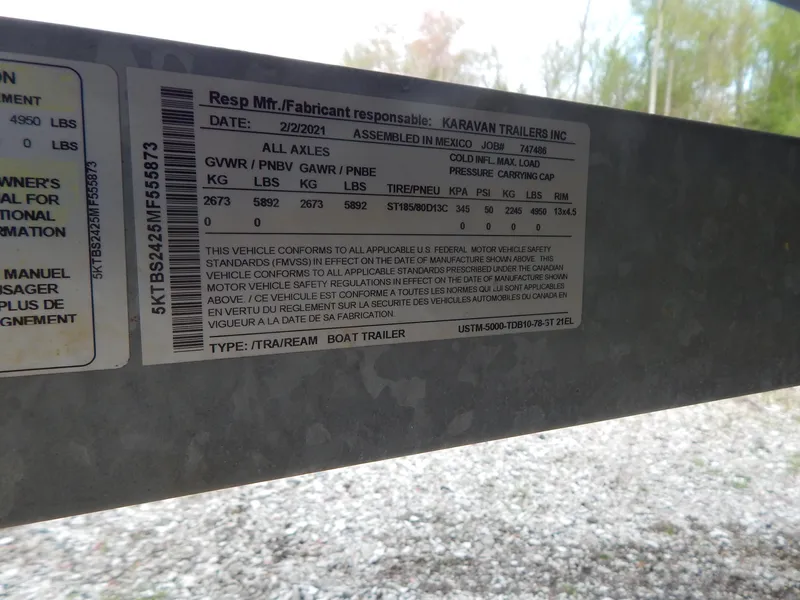 ON
EMENT
4950 LBS
0 LBS
WNER'S
AL FOR
TIONAL
RMATION
MANUEL
USAGER
PLUS DE
IGNEMENT
5KTBS2425MF555873
5KTBS2425MF555873
Resp Mfr./Fabricant responsable: KARAVAN TRAILERS INC
DATE: 2/2/2021 ASSEMBLED IN MEXICO JOB# 747486
ALL AXLES COLD INFL. MAX. LOAD
GVWR / PNBV GAWR / PNBE PRESSURE CARRYING CAP
KG LBS KG LBS TIRE/PNEU KPA PSI KG LBS RIM
2673 5892 2673 5892 ST185/80D13C 345 50 2245 4950 13x4.5
0 0 0 0 0 0
THIS VEHICLE CONFORMS TO ALL APPLICABLE U.S. FEDERAL MOTOR VEHICLE SAFETY
STANDARDS (FMVSS) IN EFFECT ON THE DATE OF MANUFACTURE SHOWN ABOVE. THIS
VEHICLE CONFORMS TO ALL APPLICABLE STANDARDS PRESCRIBED UNDER THE CANADIAN
MOTOR VEHICLE SAFETY REGULATIONS IN EFFECT ON THE DATE OF MANUFACTURE SHOWN
ABOVE. / CE VEHICULE EST CONFORME A TOUTES LES NORMES QUI LUI SONT APPLICABLES
EN VERTU DU REGLEMENT SUR LA SECURITE DES VEHICULES AUTOMOBILES DU CANADA EN
VIGUEUR A LA DATE DE SA FABRICATION.
TYPE: /TRA/REAM BOAT TRAILER USTM-5000-TDB10-78-ST 21EL